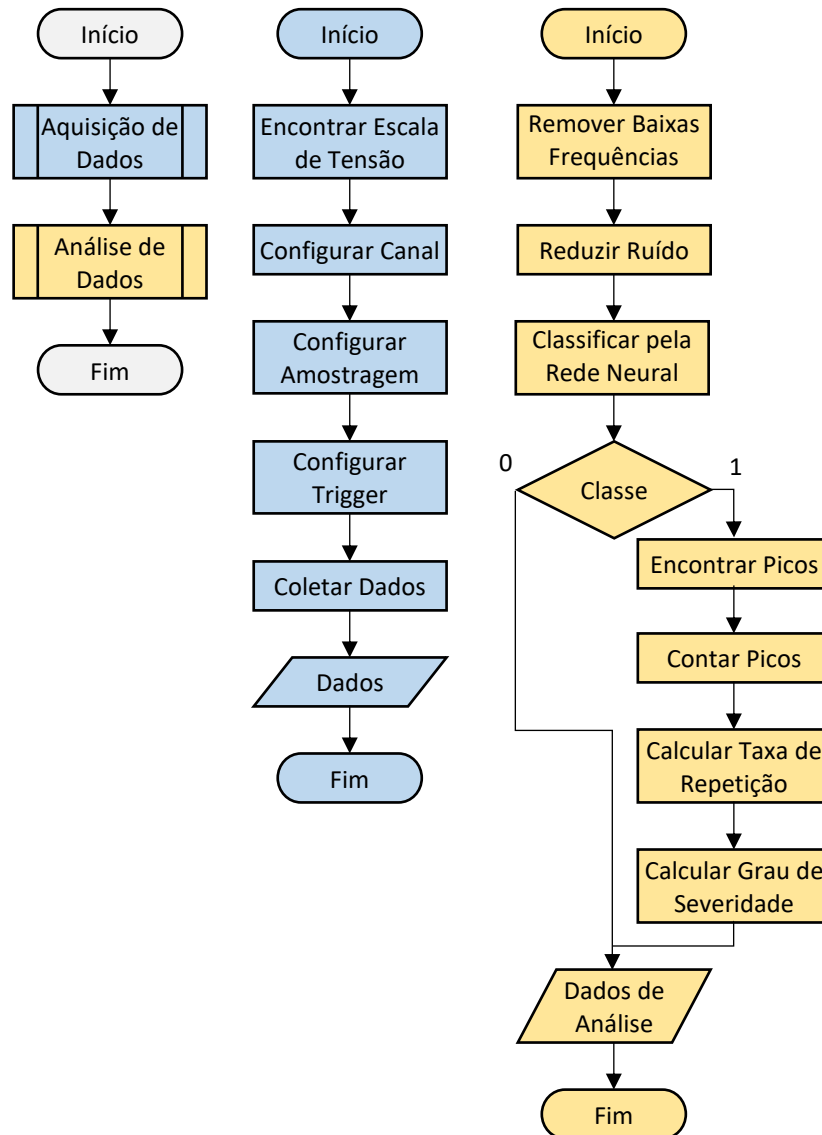 Início
Aquisição de
Dados
Análise de
Dados
Fim
Início
Encontrar Escala
de Tensão
Configurar Canal
Configurar
Amostragem
Configurar
Trigger
Coletar Dados
Dados
Fim
Início
Remover Baixas
Frequências
Reduzir Ruído
Classificar pela
Rede Neural
0
Classe
1
Encontrar Picos
Contar Picos
Calcular Taxa de
Repetição
Calcular Grau de
Severidade
Dados de
Análise
Fim